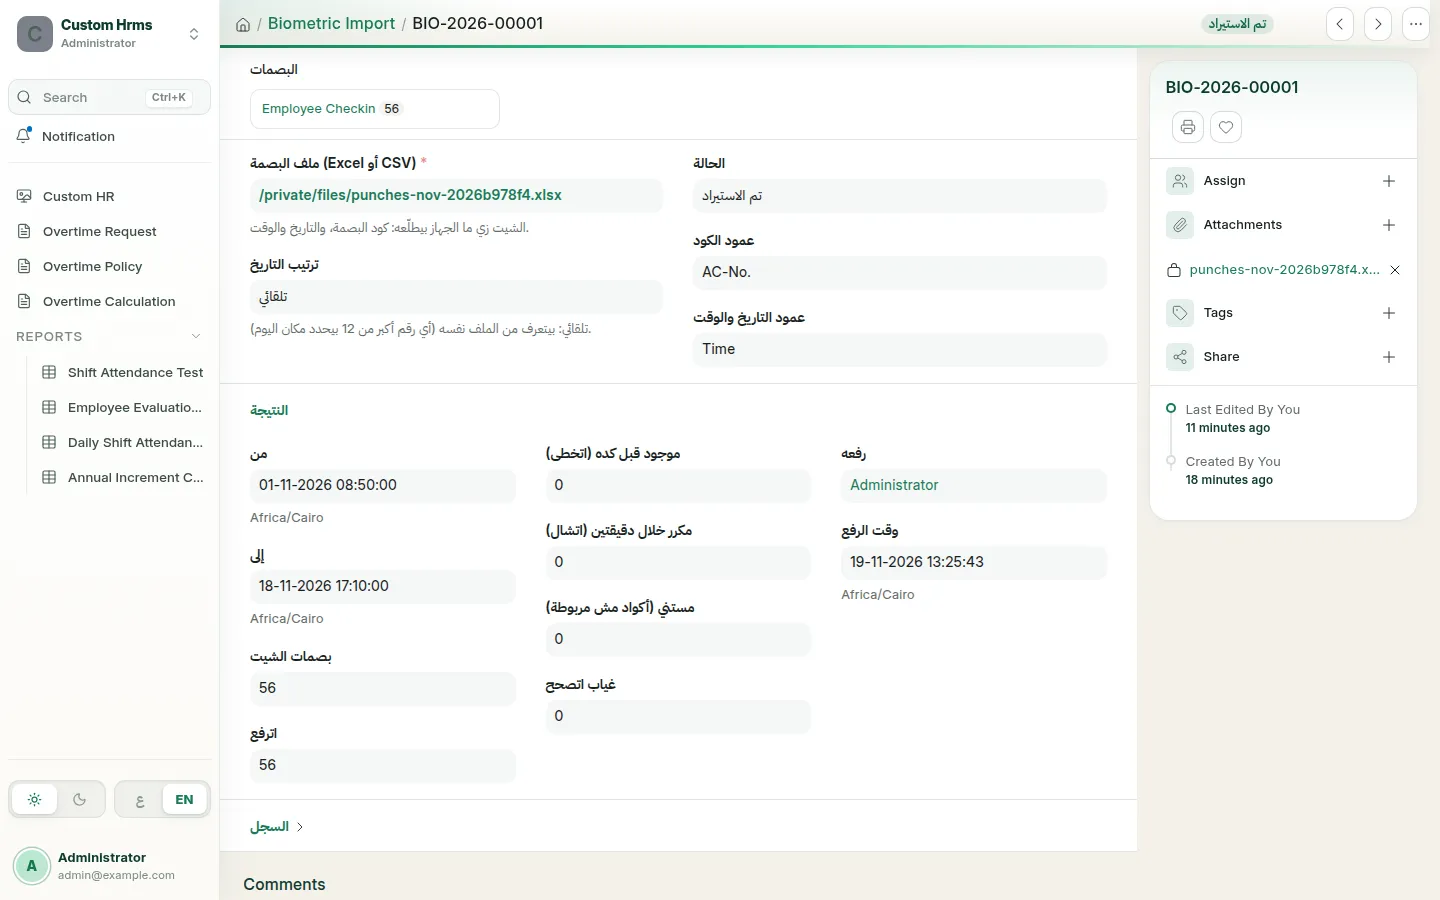 Custom Hrms
Administrator
Search Ctrl+K
Notification
Custom HR
Overtime Request
Overtime Policy
Overtime Calculation
REPORTS
Shift Attendance Test
Employee Evaluatio...
Daily Shift Attendan...
Annual Increment C...
ع EN
A
Administrator
admin@example.com
/ Biometric Import / BIO-2026-00001
تم الاستيراد
البصمات
Employee Checkin 56
ملف البصمة (Excel أو CSV) *
/private/files/punches-nov-2026b978f4.xlsx
الشيت زي ما الجهاز بيطلّعه: كود البصمة، والتاريخ والوقت.
ترتيب التاريخ
تلقائي
تلقائي: بيتعرف من الملف نفسه (أي رقم أكبر من 12 بيحدد مكان اليوم).
الحالة
تم الاستيراد
عمود الكود
AC-No.
عمود التاريخ والوقت
Time
النتيجة
من
01-11-2026 08:50:00
Africa/Cairo
إلى
18-11-2026 17:10:00
Africa/Cairo
بصمات الشيت
56
اترفع
56
موجود قبل كده (اتخطى)
0
مكرر خلال دقيقتين (اتشال)
0
مستني (أكواد مش مربوطة)
0
غياب اتصحح
0
رفعه
Administrator
وقت الرفع
19-11-2026 13:25:43
Africa/Cairo
السجل
Comments
BIO-2026-00001
Assign
Attachments
punches-nov-2026b978f4.x...
Tags
Share
Last Edited By You
11 minutes ago
Created By You
18 minutes ago
C